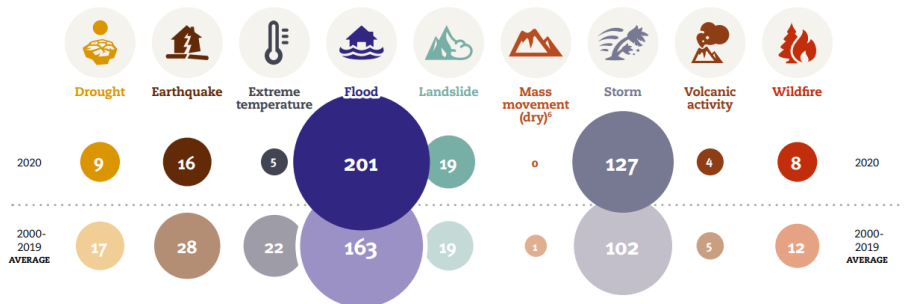 Drought
Earthquake
Extreme
temperature
Flood
Landslide
Mass
movement
(dry)6
Storm
Volcanic
activity
Wildfire
2020
9
16
5
201
19
0
127
4
8
2020
2000-
2019
AVERAGE
17
28
22
163
19
1
102
5
12
2000-
2019
AVERAGE